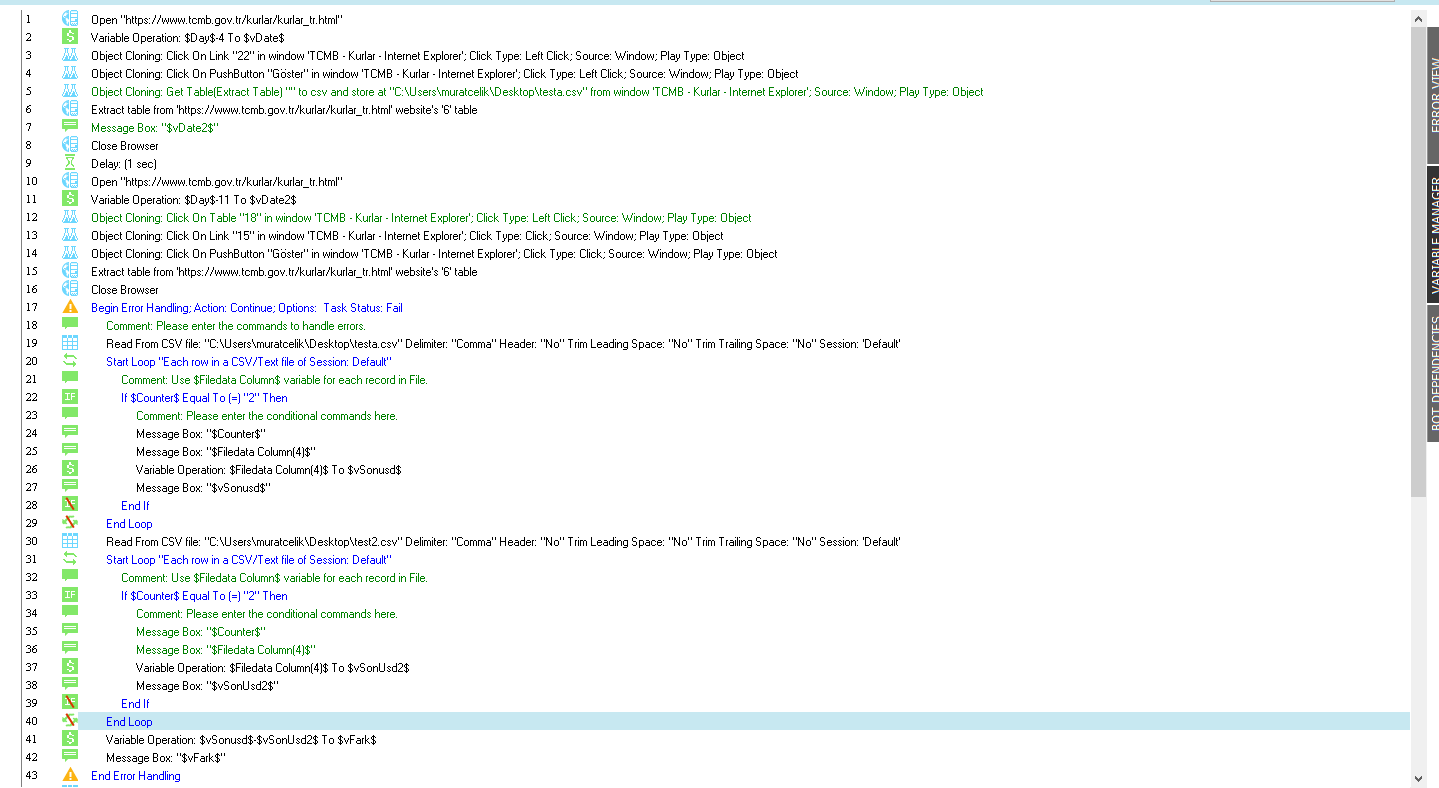 1 Open "https://www.tcmb.gov.tr/kurlar/kurlar_tr.html"
2 Variable Operation: $Day$-4 To $vDate$
3 Object Cloning: Click On Link "22" in window 'TCMB - Kurlar - Internet Explorer'; Click Type: Left Click; Source: Window; Play Type: Object
4 Object Cloning: Click On PushButton "Göster" in window 'TCMB - Kurlar - Internet Explorer'; Click Type: Left Click; Source: Window; Play Type: Object
5 Object Cloning: Get Table(Extract Table) "" to csv and store at "C:\Users\muratcelik\Desktop\testa.csv" from window 'TCMB - Kurlar - Internet Explorer'; Source: Window; Play Type: Object
6 Extract table from 'https://www.tcmb.gov.tr/kurlar/kurlar_tr.html' website's '6' table
7 Message Box: "$vDate2$"
8 Close Browser
9 Delay: (1 sec)
10 Open "https://www.tcmb.gov.tr/kurlar/kurlar_tr.html"
11 Variable Operation: $Day$-11 To $vDate2$
12 Object Cloning: Click On Table "18" in window 'TCMB - Kurlar - Internet Explorer'; Click Type: Left Click; Source: Window; Play Type: Object
13 Object Cloning: Click On Link "15" in window 'TCMB - Kurlar - Internet Explorer'; Click Type: Click; Source: Window; Play Type: Object
14 Object Cloning: Click On PushButton "Göster" in window 'TCMB - Kurlar - Internet Explorer'; Click Type: Click; Source: Window; Play Type: Object
15 Extract table from 'https://www.tcmb.gov.tr/kurlar/kurlar_tr.html' website's '6' table
16 Close Browser
17 Begin Error Handling; Action: Continue; Options:  Task Status: Fail
18 Comment: Please enter the commands to handle errors.
19 Read From CSV file: "C:\Users\muratcelik\Desktop\testa.csv" Delimiter: "Comma" Header: "No" Trim Leading Space: "No" Trim Trailing Space: "No" Session: 'Default'
20 Start Loop "Each row in a CSV/Text file of Session: Default"
21 Comment: Use $Filedata Column$ variable for each record in File.
22 IF If $Counter$ Equal To (=) "2" Then
23 Comment: Please enter the conditional commands here.
24 Message Box: "$Counter$"
25 Message Box: "$Filedata Column(4)$"
26 Variable Operation: $Filedata Column(4)$ To $vSonusd$
27 Message Box: "$vSonusd$"
28 End If
29 End Loop
30 Read From CSV file: "C:\Users\muratcelik\Desktop\test2.csv" Delimiter: "Comma" Header: "No" Trim Leading Space: "No" Trim Trailing Space: "No" Session: 'Default'
31 Start Loop "Each row in a CSV/Text file of Session: Default"
32 Comment: Use $Filedata Column$ variable for each record in File.
33 IF If $Counter$ Equal To (=) "2" Then
34 Comment: Please enter the conditional commands here.
35 Message Box: "$Counter$"
36 Message Box: "$Filedata Column(4)$"
37 Variable Operation: $Filedata Column(4)$ To $vSonUsd2$
38 Message Box: "$vSonUsd2$"
39 End If
40 End Loop
41 Variable Operation: $vSonusd$-$vSonUsd2$ To $vFark$
42 Message Box: "$vFark$"
43 End Error Handling
ERROR VIEW
VARIABLE MANAGER
BOT DEPENDENCIES